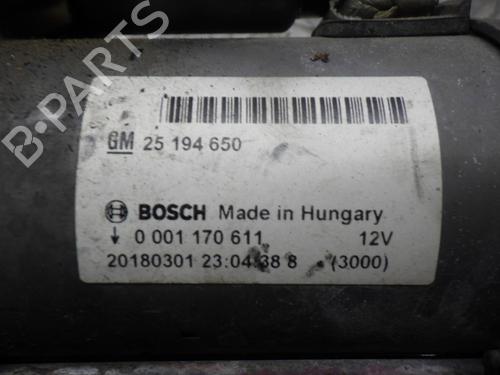 GM 25 194 650
BOSCH Made in Hungary
0 001 170 611 12V
20180301 23:04:38 8 (3000)
B-PARTS